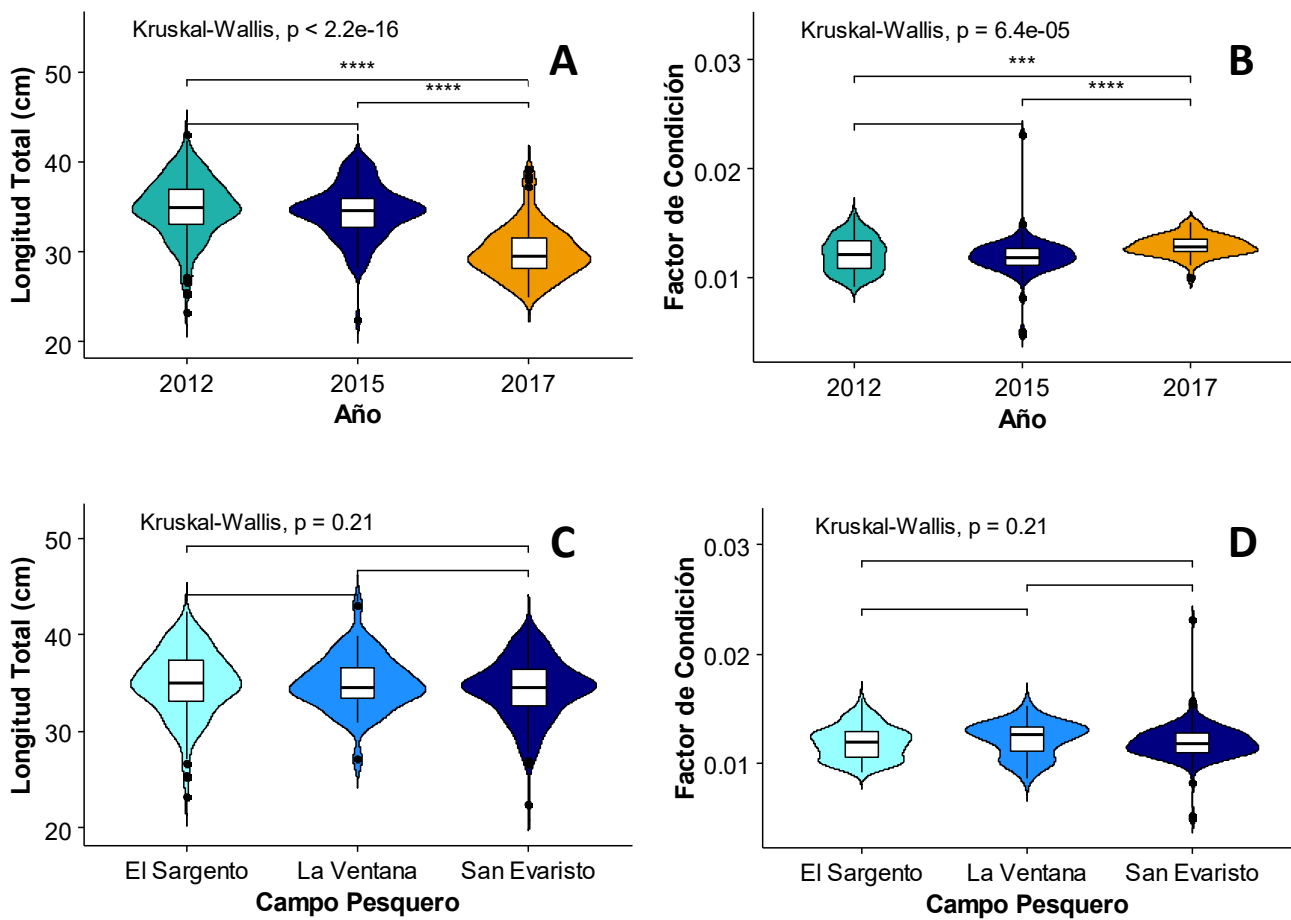 Kruskal-Wallis, p < 2.2e-16
A
****
****
Longitud Total (cm)
50
40
30
20
2012 2015 2017
Año
Kruskal-Wallis, p = 6.4e-05
B
***
****
Factor de Condición
0.03
0.02
0.01
2012 2015 2017
Año
Kruskal-Wallis, p = 0.21
C
Longitud Total (cm)
50
40
30
20
El Sargento La Ventana San Evaristo
Campo Pesquero
Kruskal-Wallis, p = 0.21
D
Factor de Condición
0.03
0.02
0.01
El Sargento La Ventana San Evaristo
Campo Pesquero